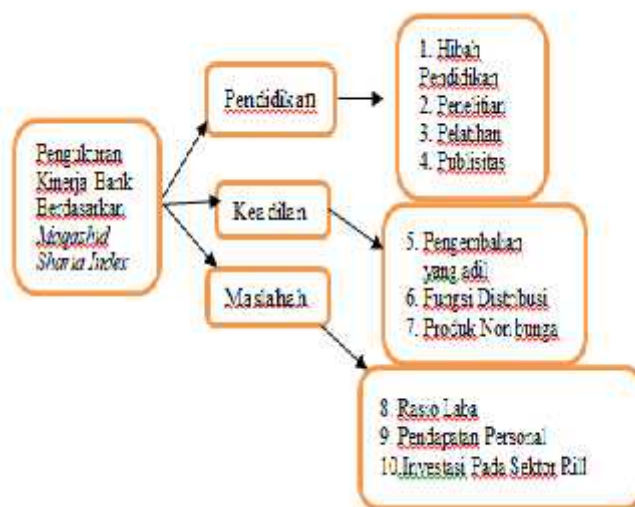 Pengukuran
Kinerja Bank
Berdasarkan
Maqashid
Sharia Index
Pendidikan
Keadilan
Maslahah
1. Hibah
Pendidikan
2. Penelitian
3. Pelatihan
4. Publisitas
5. Pengembalian
yang adil
6. Fungsi Distribusi
7. Produk Non bunga
8. Rasio Laba
9. Pendapatan Personal
10.Investasi Pada Sektor Riil